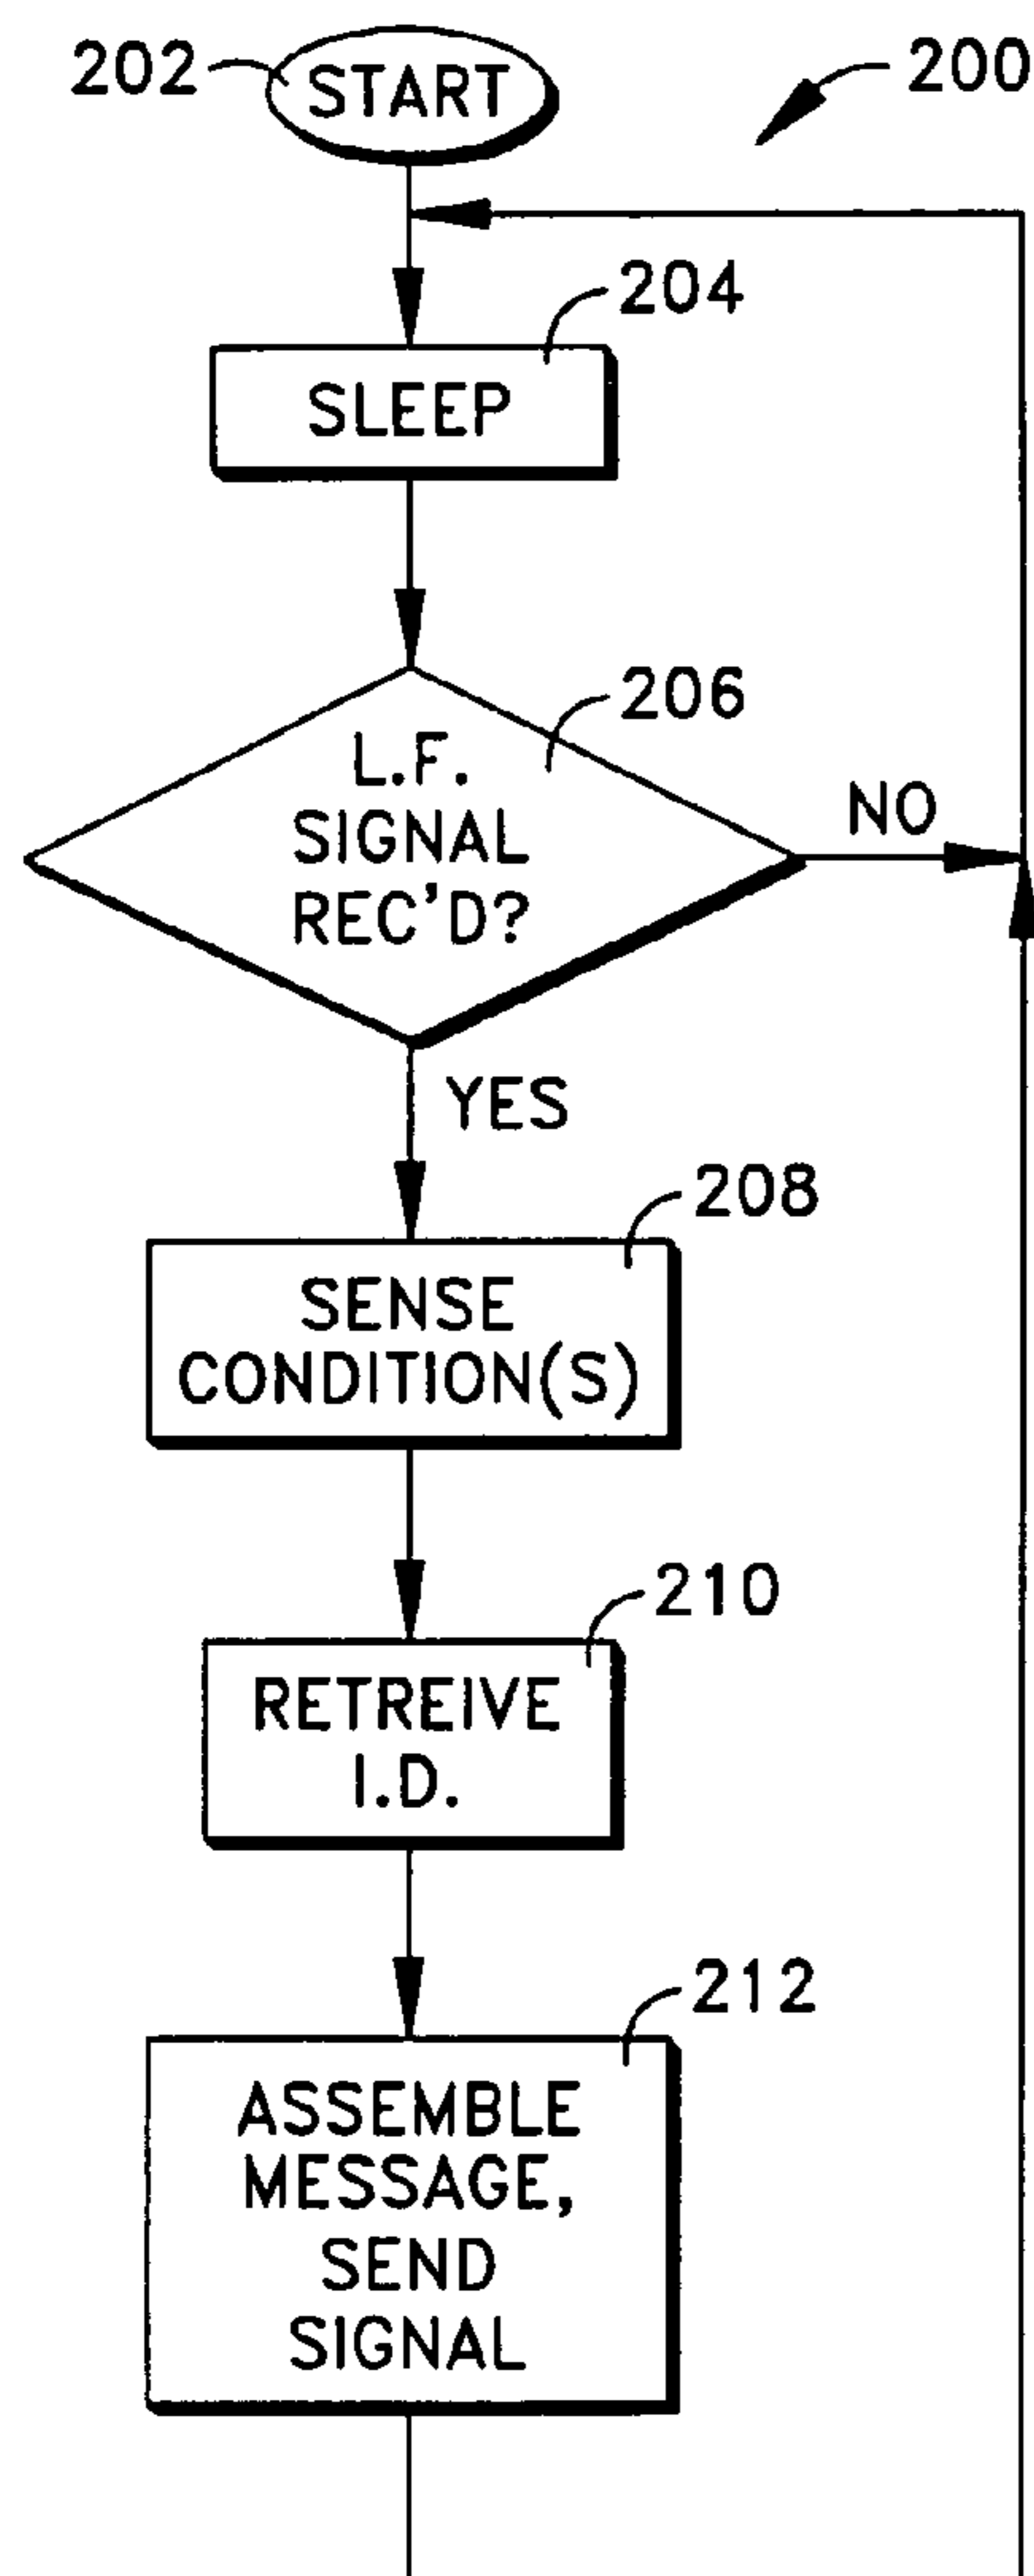 202
START
200
204
SLEEP
206
L.F.
SIGNAL
REC'D?
NO
YES
208
SENSE
CONDITION(S)
210
RETREIVE
I.D.
212
ASSEMBLE
MESSAGE,
SEND
SIGNAL